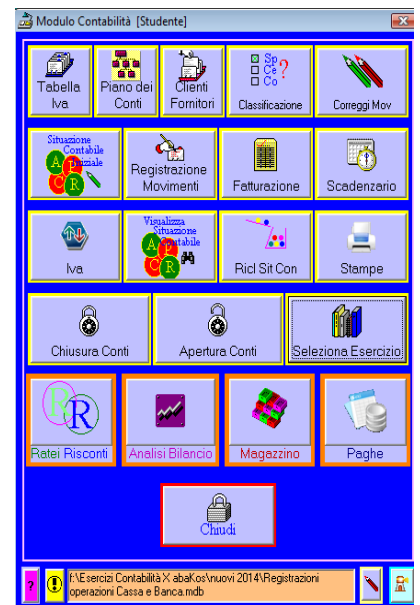 Modulo Contabilità [Studente]
Tabella
Iva
Piano dei
Conti
Clienti
Fornitori
Sp
Ce ?
Co
Classificazione
Correggi Mov
Situazione
Contabile
Iniziale
A P
C R
Registrazione
Movimenti
Fatturazione
Scadenzario
Iva
Visualizza
Situazione
Contabile
A P
C R
Ricl Sit Con
Stampe
Chiusura Conti
Apertura Conti
Seleziona Esercizio
R R
Ratei Risconti
Analisi Bilancio
Magazzino
Paghe
Chiudi
?
!
f:\Esercizi Contabilità X abaKos\nuovi 2014\Registrazioni
operazioni Cassa e Banca.mdb